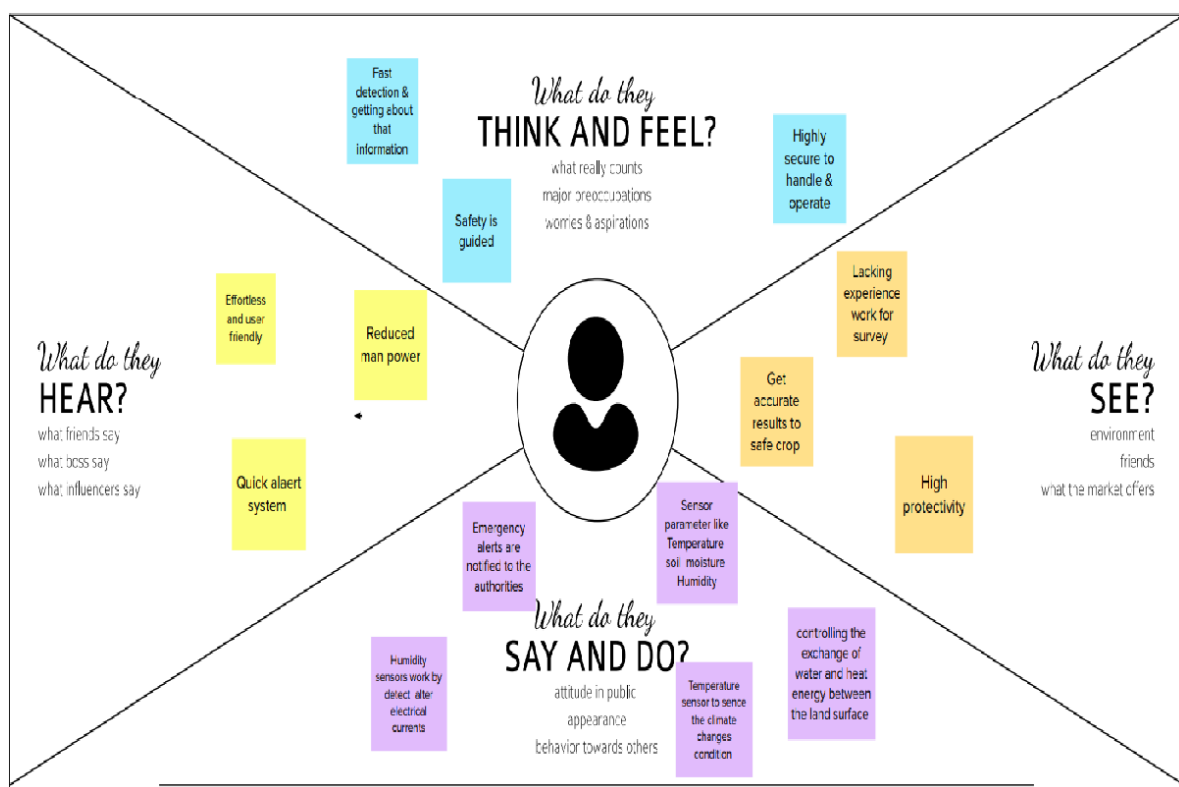 Fast
detection &
getting about
that
information
What do they
THINK AND FEEL?
what really counts
major preoccupations
worries & aspirations
Highly
secure to
handle &
operate
Safety is
guided
Effortless
and user
friendly
Reduced
man power
Lacking
experience
work for
survey
What do they
HEAR?
what friends say
what boss say
what influencers say
Get
accurate
results to
safe crop
What do they
SEE?
environment
friends
what the market offers
Quick alaert
system
High
protectivity
Emergency
alerts are
notified to the
authorities
Sensor
parameter like
Temperature
soil moisture
Humidity
What do they
SAY AND DO?
attitude in public
appearance
behavior towards others
Humidity
sensors work by
detect alter
electrical
currents
Temperature
sensor to sence
the climate
changes
condition
controlling the
exchange of
water and heat
energy between
the land surface